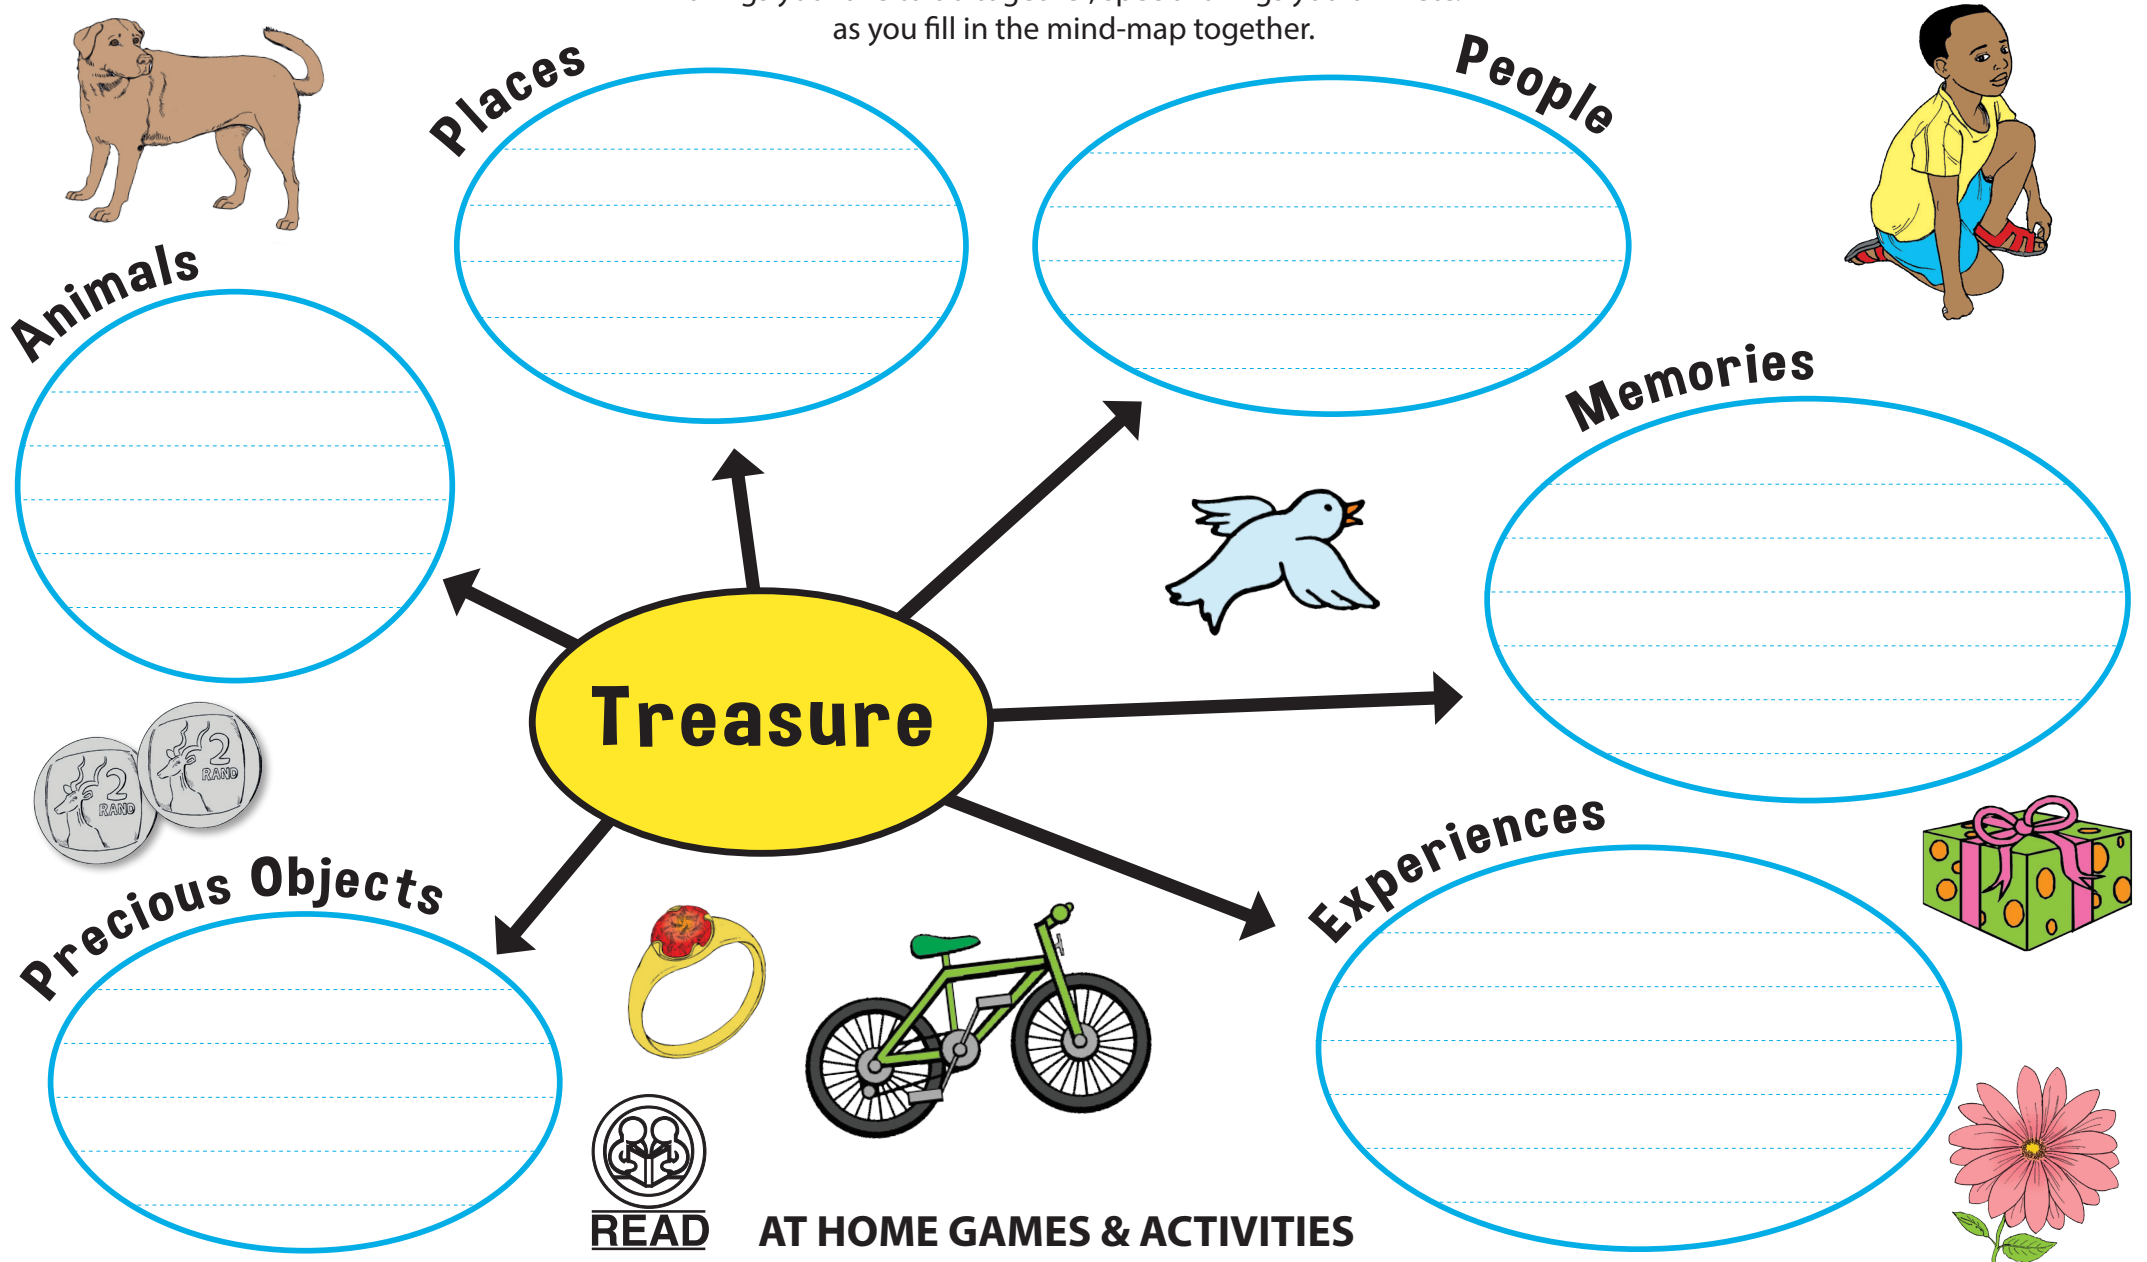 as you fill in the mind-map together.
Places
People
Animals
Memories
Treasure
2
RAND
2
RAND
Experiences
Precious Objects
READ
AT HOME GAMES & ACTIVITIES